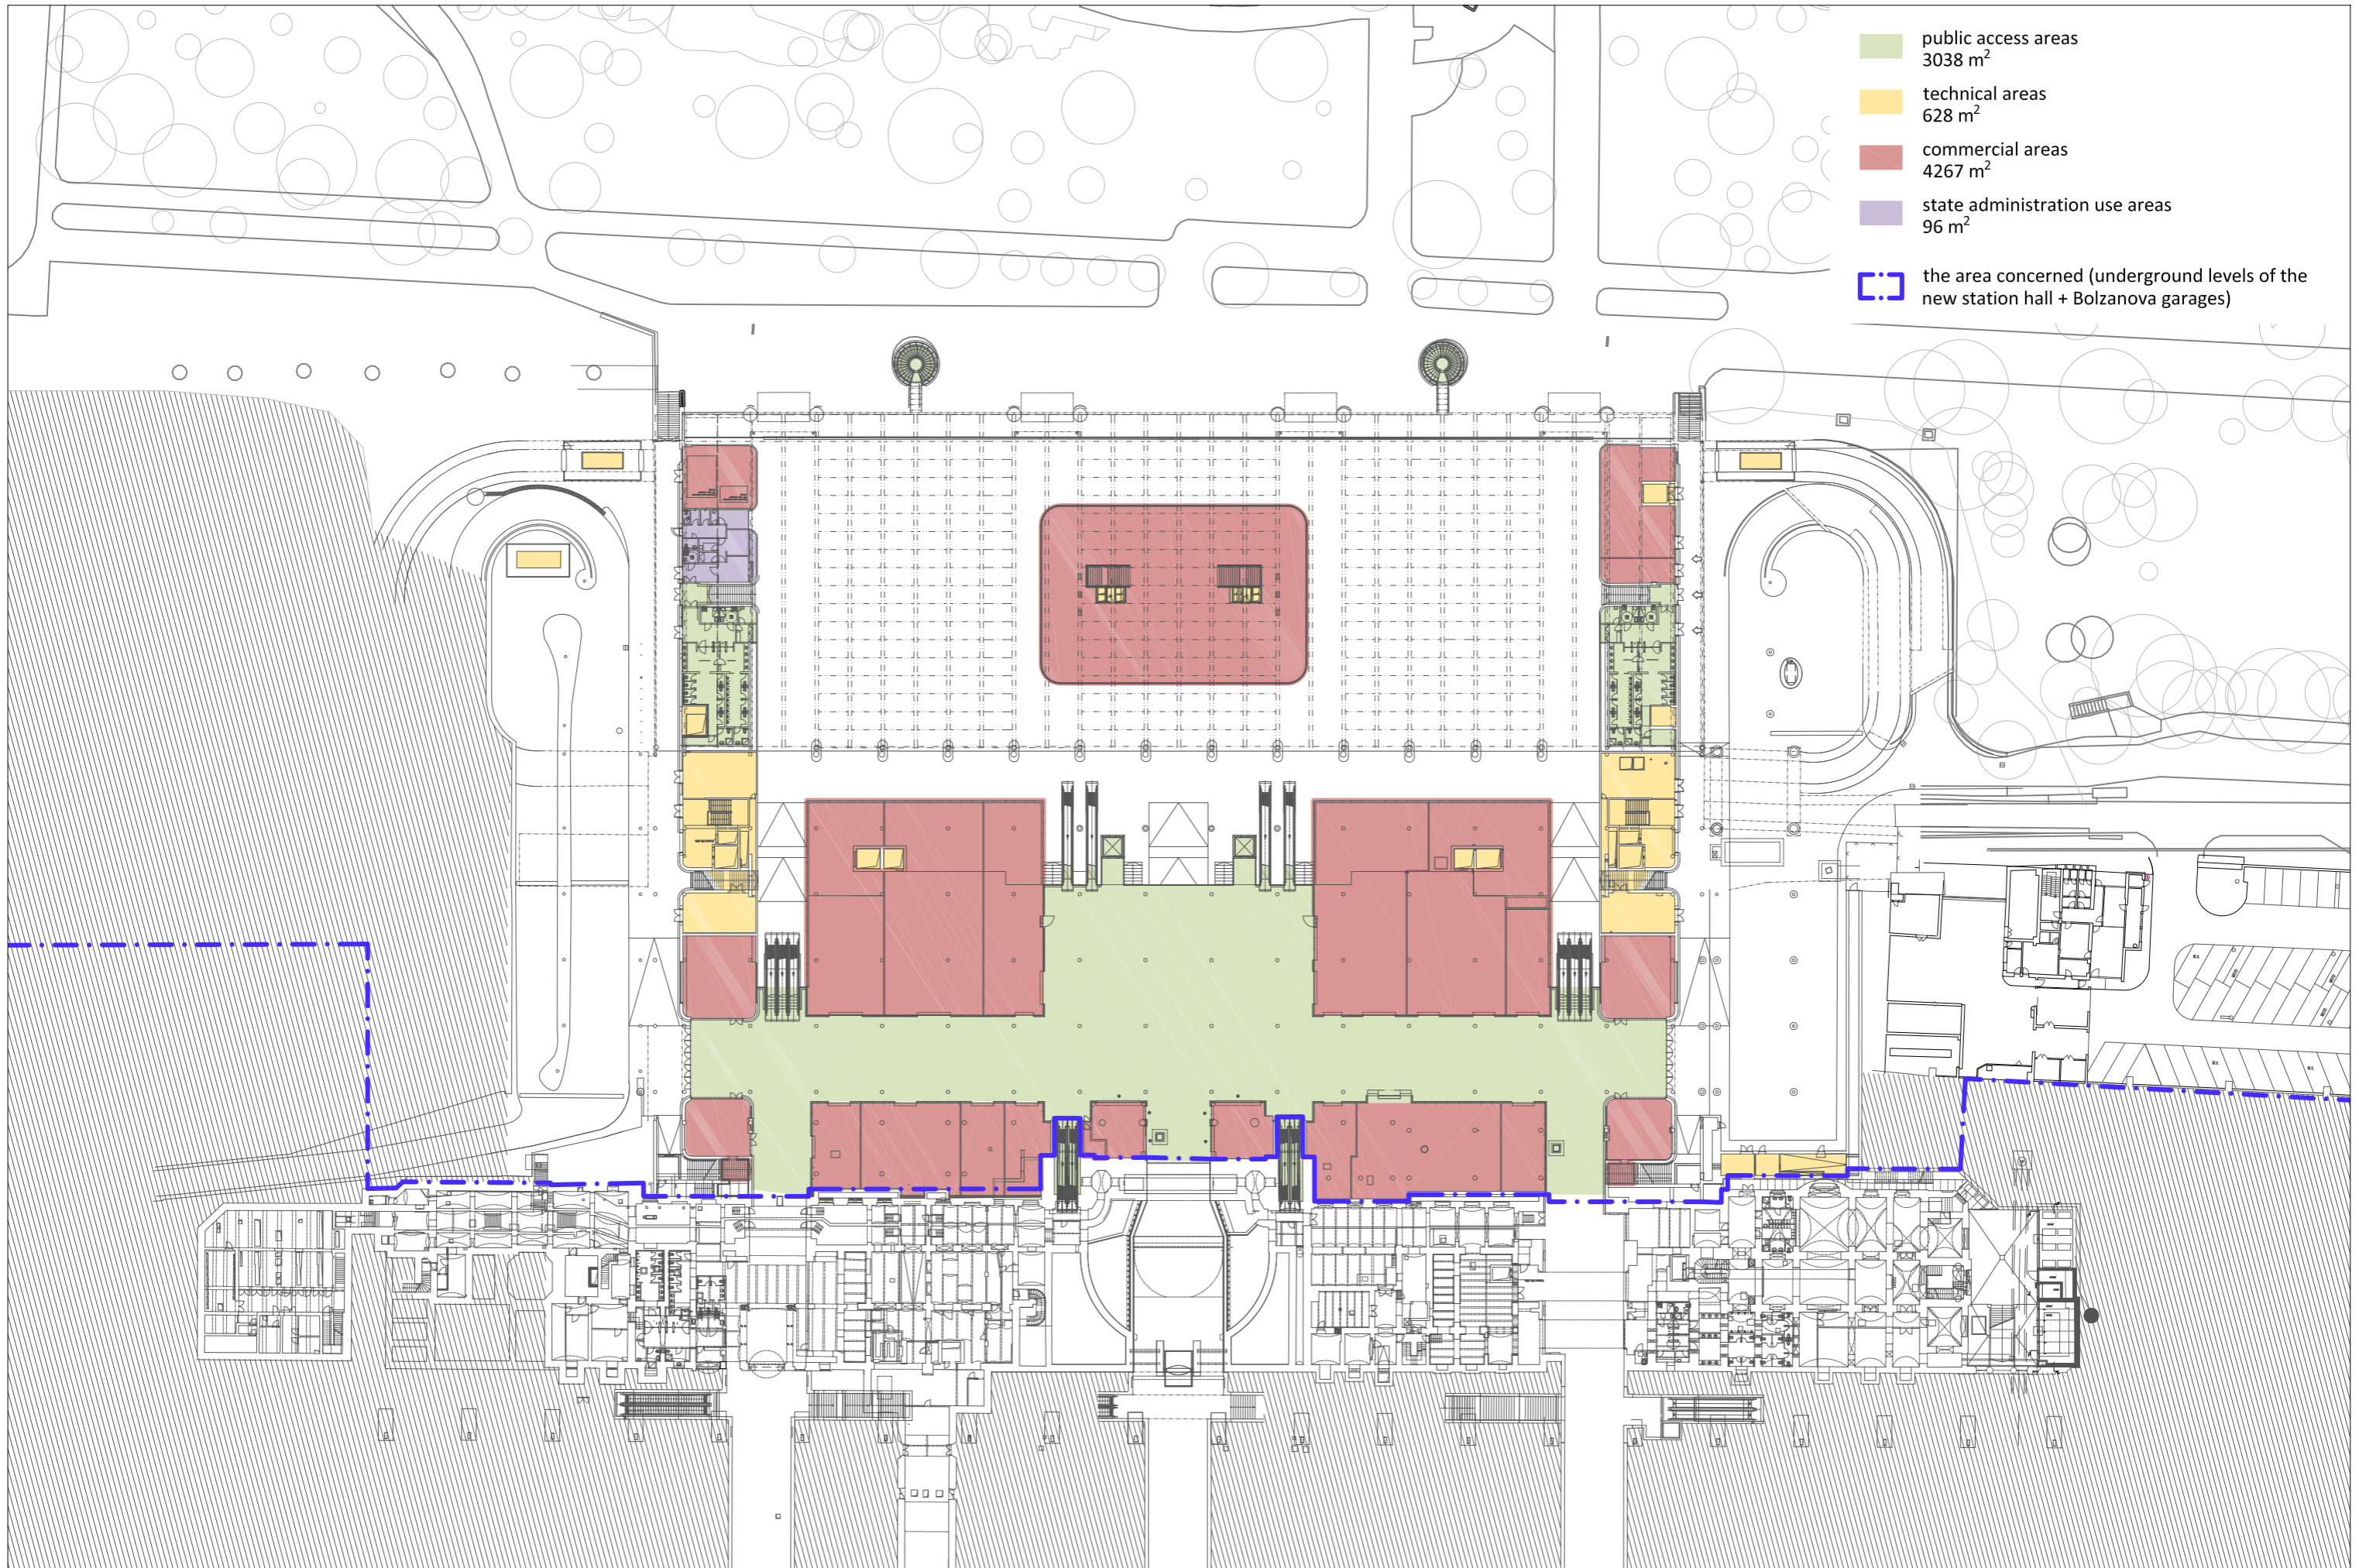 public access areas
3038 m²
technical areas
628 m²
commercial areas
4267 m²
state administration use areas
96 m²
the area concerned (underground levels of the
new station hall + Bolzanova garages)